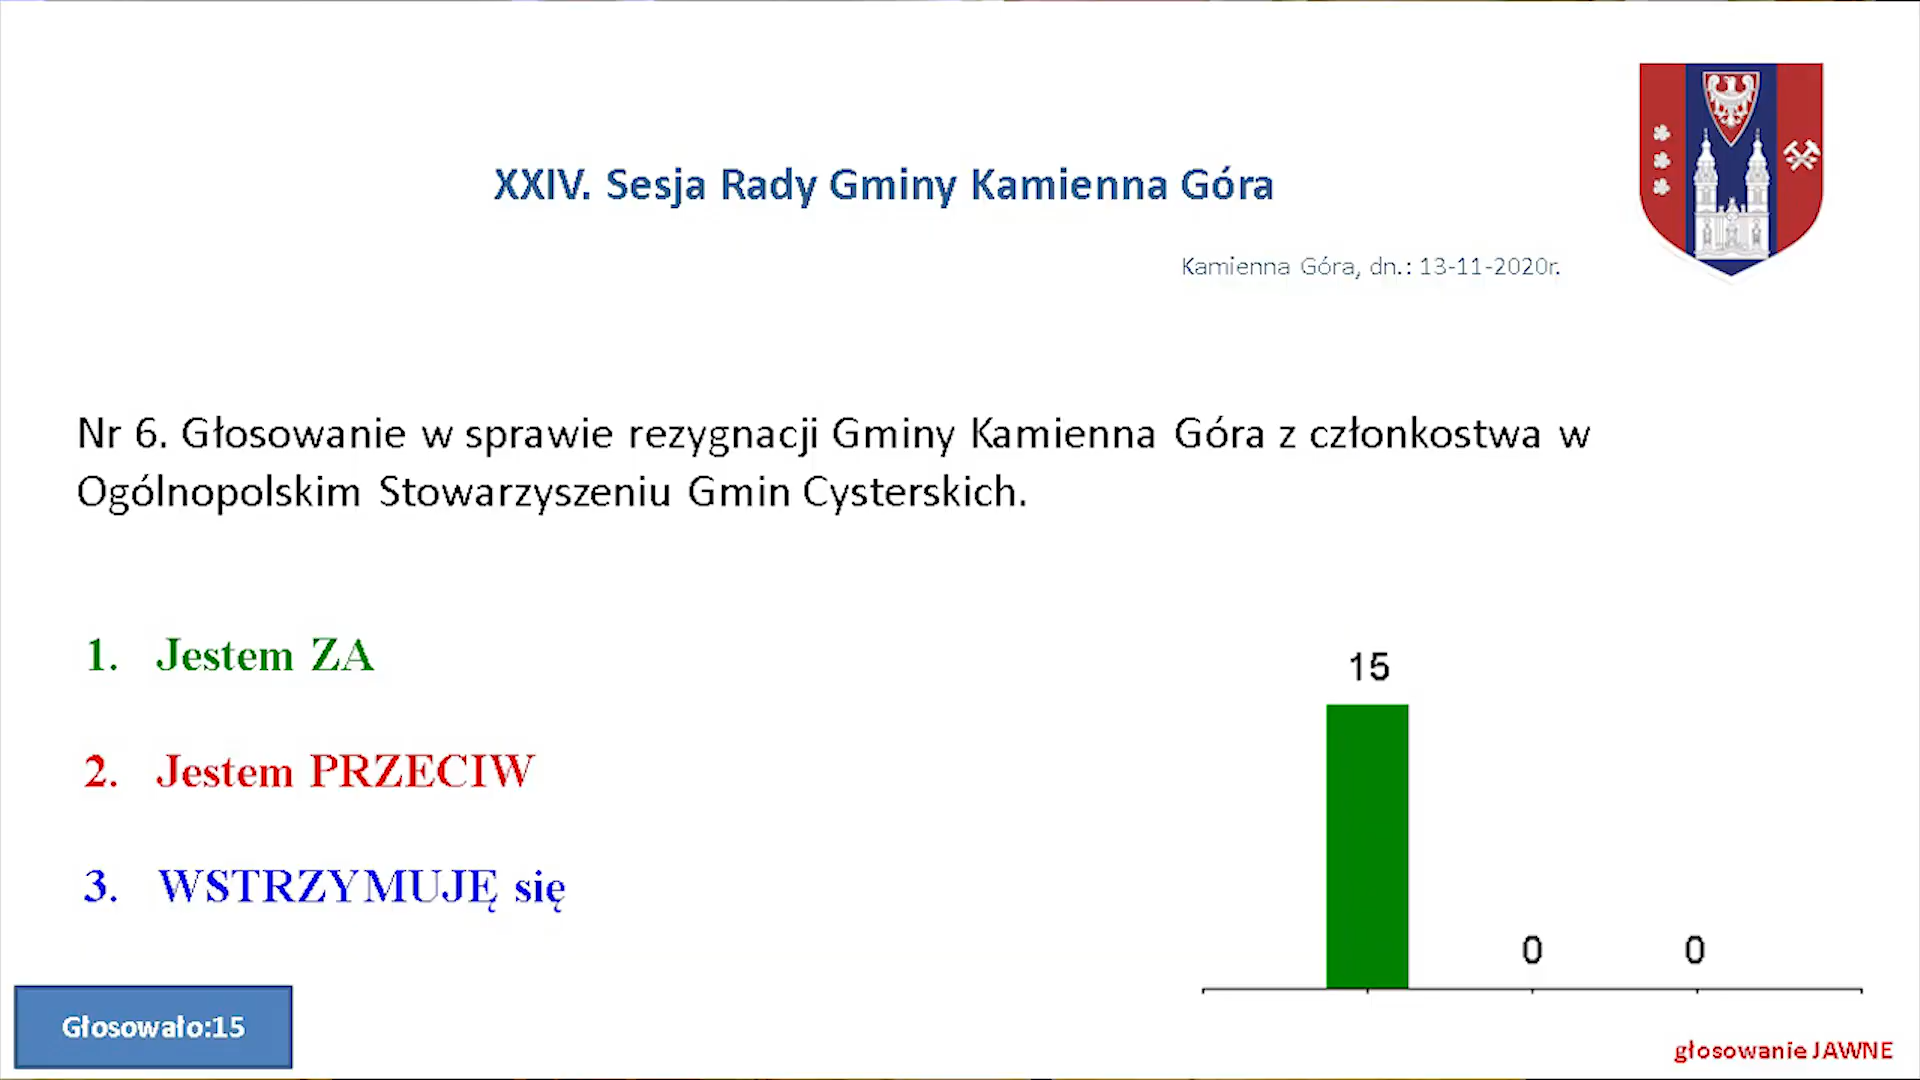 XXIV. Sesja Rady Gminy Kamienna Góra
Kamienna Góra, dn.: 13-11-2020r.
Nr 6. Głosowanie w sprawie rezygnacji Gminy Kamienna Góra z członkostwa w
Ogólnopolskim Stowarzyszeniu Gmin Cysterskich.
1. Jestem ZA
2. Jestem PRZECIW
3. WSTRZYMUJĘ się
15
0
0
Głosowało:15
głosowanie JAWNE